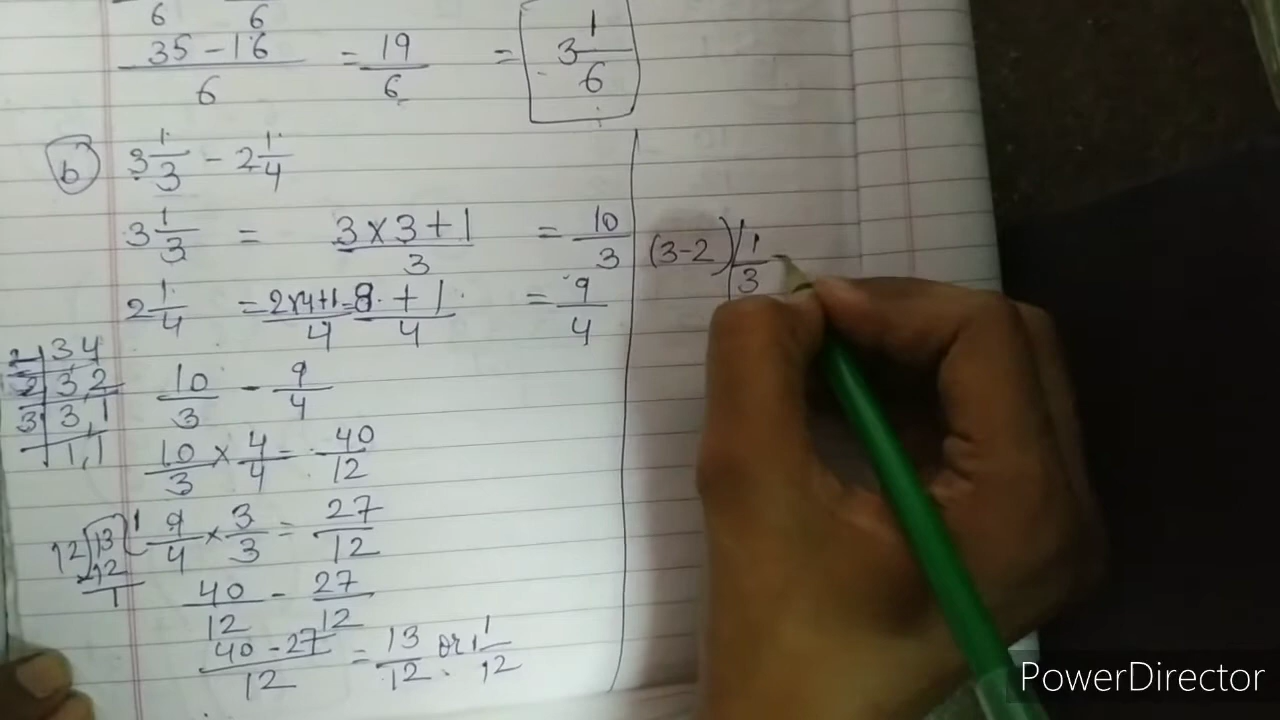 6 6
35 - 16 / 6 = 19/6 = 3 1/6
b 3 1/3 - 2 1/4
3 1/3 = 3 × 3 + 1 / 3 = 10/3
2 1/4 = 2×4+1 / 4 = 8 + 1 / 4 = 9/4
2 | 3 4
2 | 3, 2
3 | 3, 1
1, 1
10/3 - 9/4
10/3 × 4/4 = 40/12
9/4 × 3/3 = 27/12
12 ) 13 ( 1
- 12
1
40/12 - 27/12
40 - 27 / 12 = 13/12 or 1 1/12
(3-2) ( 1/3 -
PowerDirector